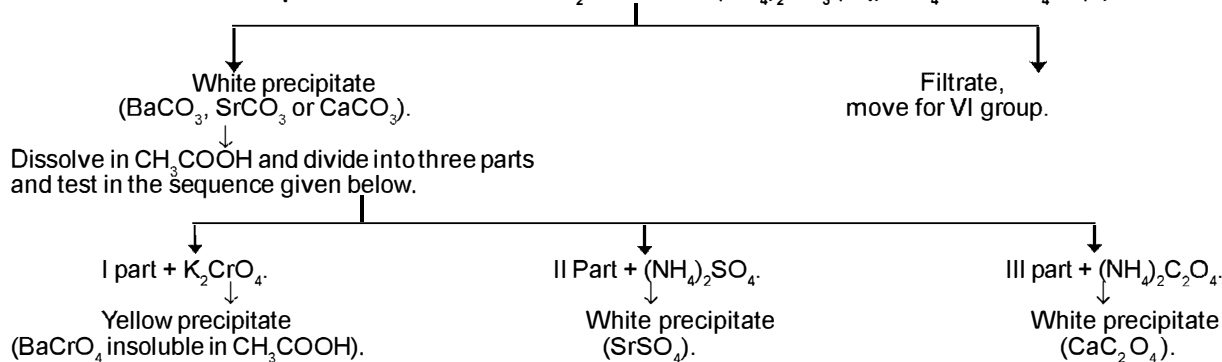 White precipitate
(BaCO₃, SrCO₃ or CaCO₃).
Filtrate,
move for VI group.
Dissolve in CH₃COOH and divide into three parts
and test in the sequence given below.
I part + K₂CrO₄.
II Part + (NH₄)₂SO₄.
III part + (NH₄)₂C₂O₄.
Yellow precipitate
(BaCrO₄ insoluble in CH₃COOH).
White precipitate
(SrSO₄).
White precipitate
(CaC₂O₄).